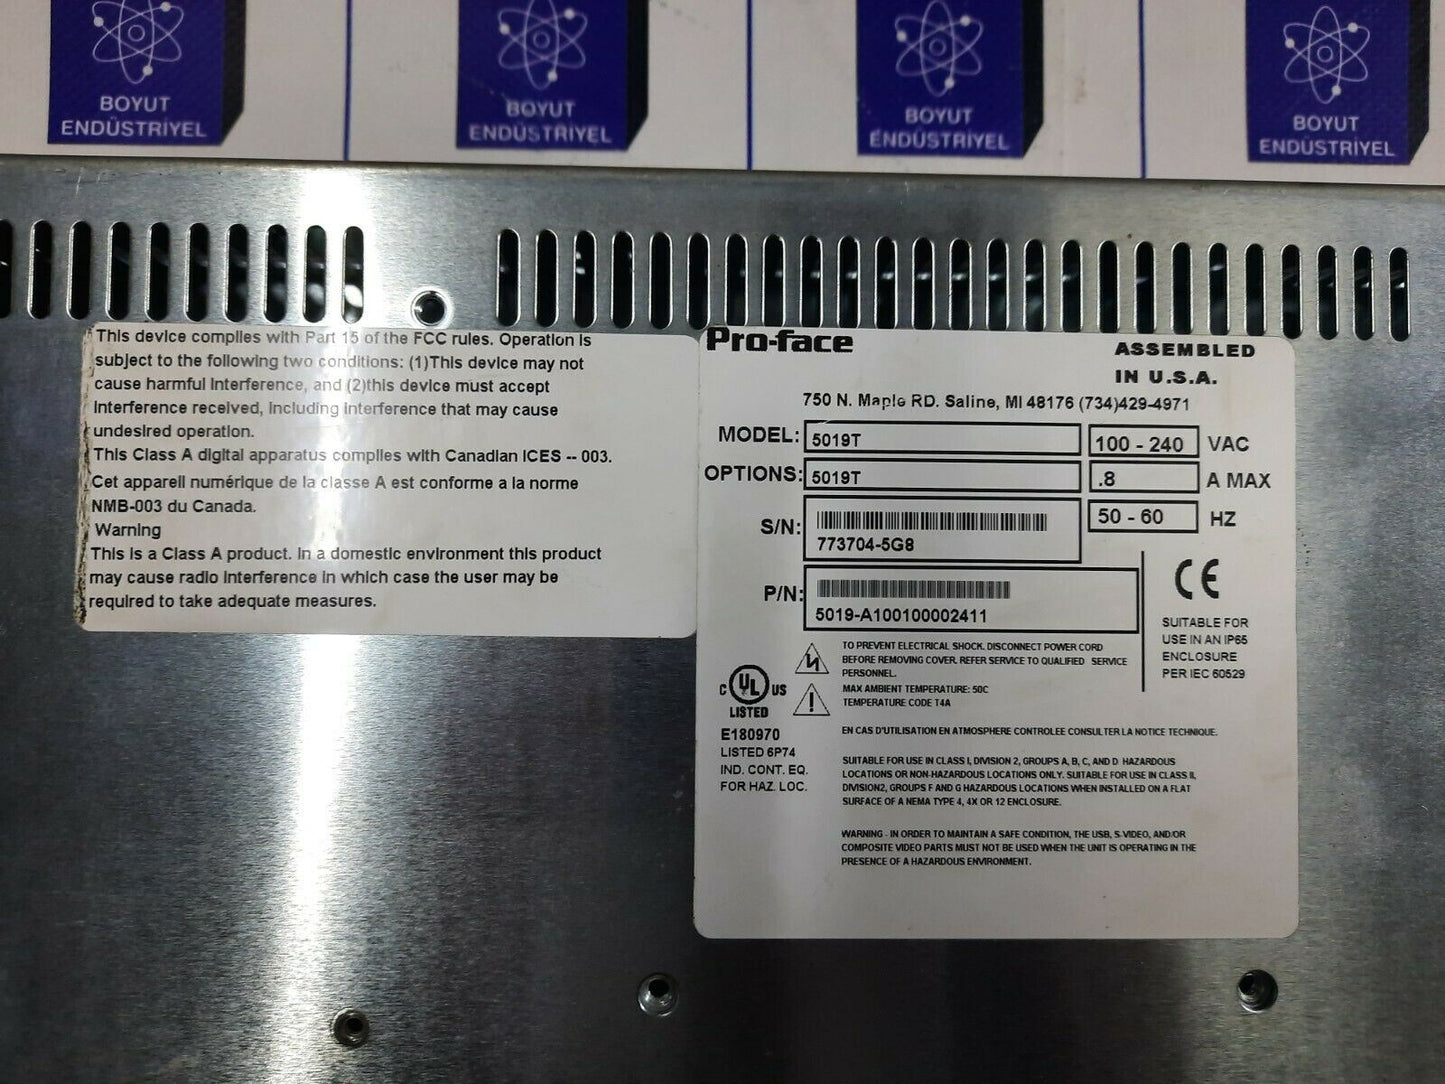 BOYUT
ENDÜSTRİYEL
BOYUT
ENDÜSTRİYEL
BOYUT
ENDÜSTRİYEL
BOYUT
ENDÜSTRİYEL
This device complies with Part 15 of the FCC rules. Operation is
subject to the following two conditions: (1)This device may not
cause harmful interference, and (2)this device must accept
interference received, including interference that may cause
undesired operation.
This Class A digital apparatus complies with Canadian ICES -- 003.
Cet appareil numérique de la classe A est conforme a la norme
NMB-003 du Canada.
Warning
This is a Class A product. In a domestic environment this product
may cause radio interference in which case the user may be
required to take adequate measures.
Pro-face
ASSEMBLED
IN U.S.A.
750 N. Maple RD. Saline, MI 48176 (734)429-4971
MODEL: 5019T 100 - 240 VAC
OPTIONS: 5019T .8 A MAX
S/N: 773704-5G8 50 - 60 HZ
P/N: 5019-A100100002411
CE
SUITABLE FOR
USE IN AN IP65
ENCLOSURE
PER IEC 60529
TO PREVENT ELECTRICAL SHOCK. DISCONNECT POWER CORD
BEFORE REMOVING COVER. REFER SERVICE TO QUALIFIED SERVICE
PERSONNEL.
MAX AMBIENT TEMPERATURE: 50C
TEMPERATURE CODE T4A
C UL US
LISTED
E180970
LISTED 6P74
IND. CONT. EQ.
FOR HAZ. LOC.
EN CAS D'UTILISATION EN ATMOSPHERE CONTROLEE CONSULTER LA NOTICE TECHNIQUE.
SUITABLE FOR USE IN CLASS I, DIVISION 2, GROUPS A, B, C, AND D HAZARDOUS
LOCATIONS OR NON-HAZARDOUS LOCATIONS ONLY. SUITABLE FOR USE IN CLASS II,
DIVISION2, GROUPS F AND G HAZARDOUS LOCATIONS WHEN INSTALLED ON A FLAT
SURFACE OF A NEMA TYPE 4, 4X OR 12 ENCLOSURE.
WARNING - IN ORDER TO MAINTAIN A SAFE CONDITION, THE USB, S-VIDEO, AND/OR
COMPOSITE VIDEO PARTS MUST NOT BE USED WHEN THE UNIT IS OPERATING IN THE
PRESENCE OF A HAZARDOUS ENVIRONMENT.